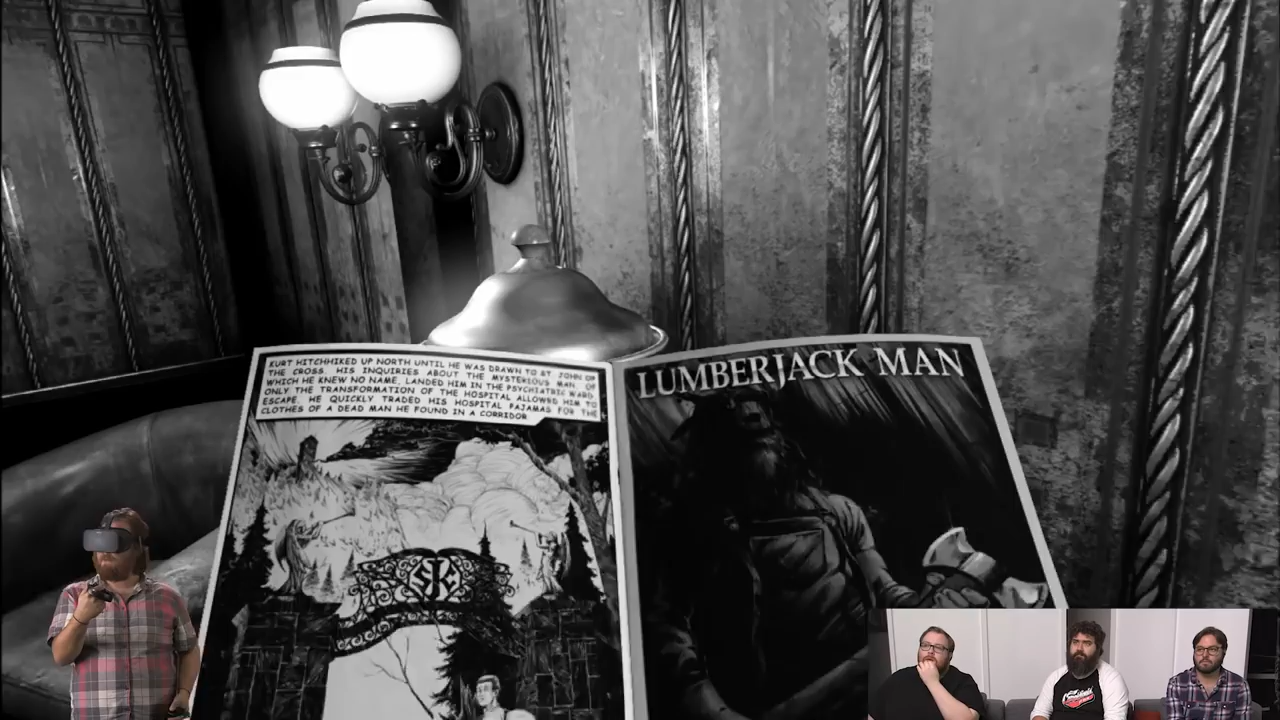 KURT HITCHHIKED UP NORTH UNTIL HE WAS DRAWN TO ST. JOHN OF
THE CROSS. HIS INQUIRIES ABOUT THE MYSTERIOUS MAN, OF
WHICH HE KNEW NO NAME, LANDED HIM IN THE PSYCHIATRIC WARD.
ONLY THE TRANSFORMATION OF THE HOSPITAL ALLOWED HIM TO
ESCAPE. HE QUICKLY TRADED HIS HOSPITAL PAJAMAS FOR THE
CLOTHES OF A DEAD MAN HE FOUND IN A CORRIDOR
LUMBERJACK MAN